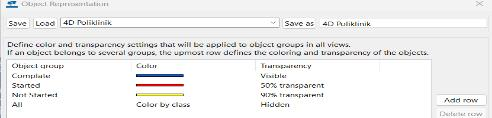 Object Representation
Save Load 4D Poliklinik Save as 4D Poliklinik
Define color and transparency settings that will be applied to object groups in all views.
If an object belongs to several groups, the upmost row defines the coloring and transparency of the objects.
Object group Color Transparency
Complate Visible
Started 50% transparent
Not Started 90% transparent
All Color by class Hidden
Add row
Delete row